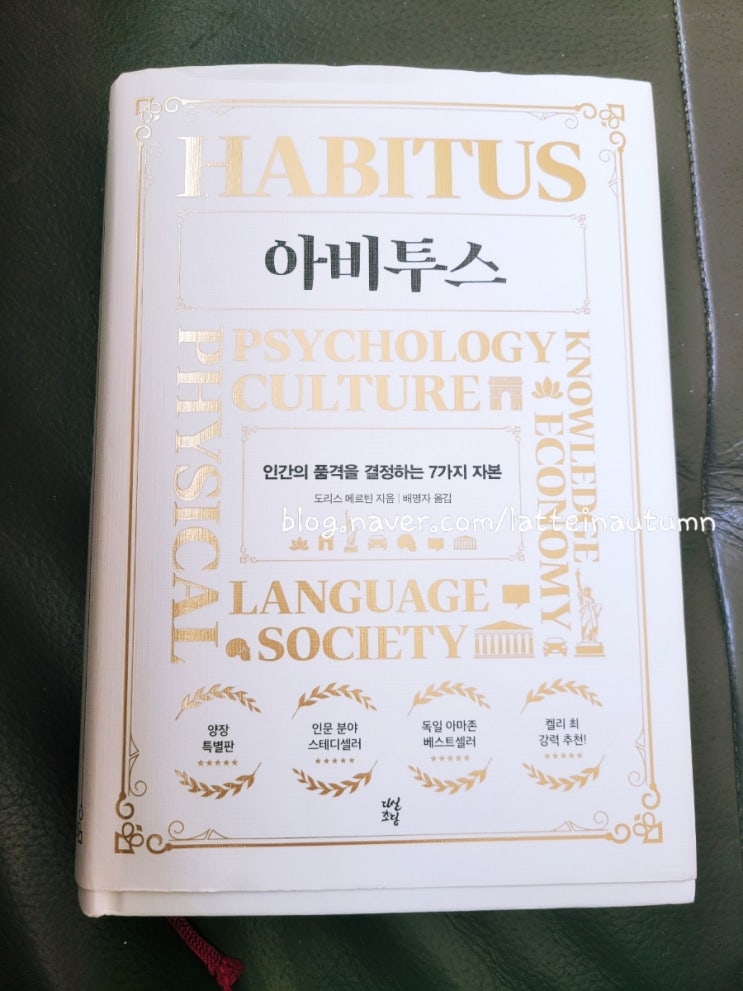 HABITUS
아비투스
PHYSICAL
PSYCHOLOGY
CULTURE
KNOWLEDGE
ECONOMY
인간의 품격을 결정하는 7가지 자본
도리스 메르틴 지음 | 배명자 옮김
blog.naver.com/latteinautumn
LANGUAGE
SOCIETY
양장
특별판
인문 분야
스테디셀러
독일 아마존
베스트셀러
켈리 최
강력 추천!
다산
초당